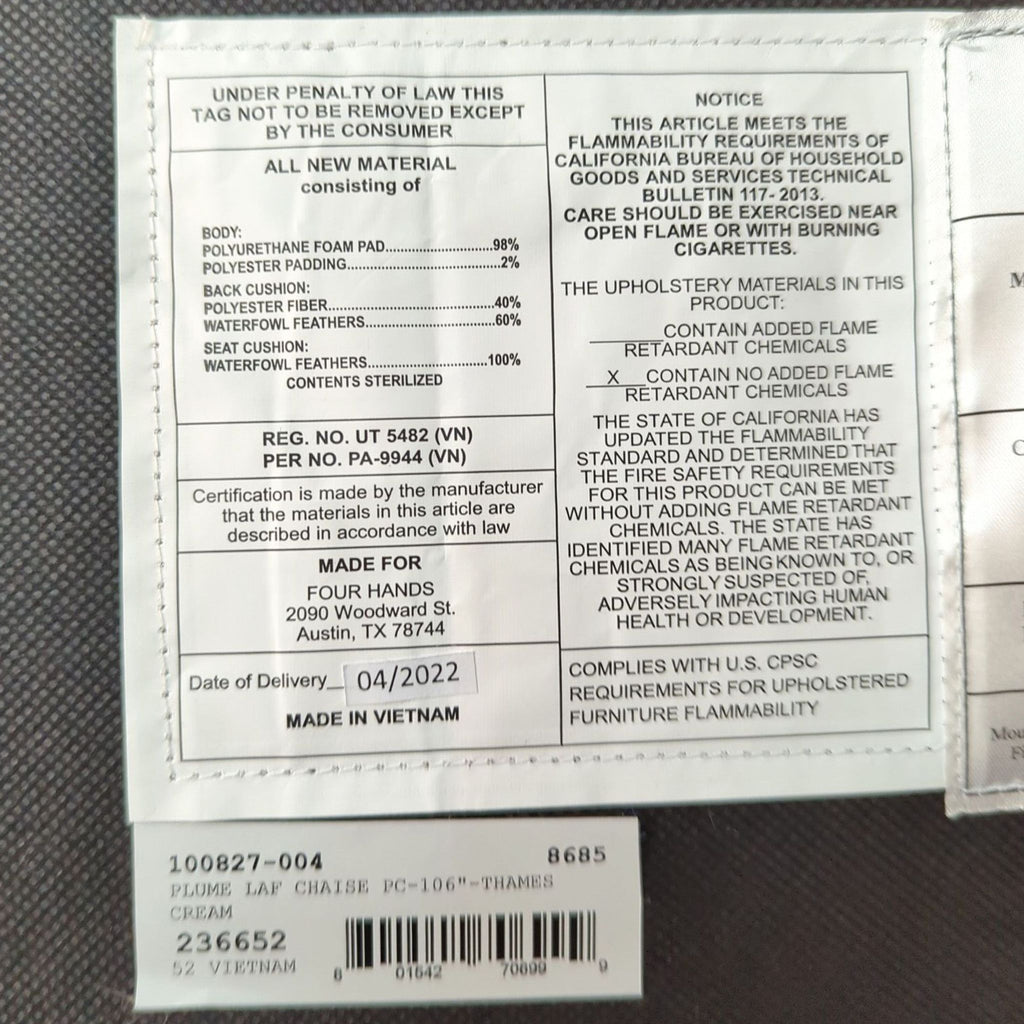 UNDER PENALTY OF LAW THIS
TAG NOT TO BE REMOVED EXCEPT
BY THE CONSUMER
ALL NEW MATERIAL
consisting of
BODY:
POLYURETHANE FOAM PAD..........................98%
POLYESTER PADDING......................................2%
BACK CUSHION:
POLYESTER FIBER.........................................40%
WATERFOWL FEATHERS................................60%
SEAT CUSHION:
WATERFOWL FEATHERS..............................100%
CONTENTS STERILIZED
REG. NO. UT 5482 (VN)
PER NO. PA-9944 (VN)
Certification is made by the manufacturer
that the materials in this article are
described in accordance with law
MADE FOR
FOUR HANDS
2090 Woodward St.
Austin, TX 78744
Date of Delivery__ 04/2022
MADE IN VIETNAM
NOTICE
THIS ARTICLE MEETS THE
FLAMMABILITY REQUIREMENTS OF
CALIFORNIA BUREAU OF HOUSEHOLD
GOODS AND SERVICES TECHNICAL
BULLETIN 117- 2013.
CARE SHOULD BE EXERCISED NEAR
OPEN FLAME OR WITH BURNING
CIGARETTES.
THE UPHOLSTERY MATERIALS IN THIS
PRODUCT:
______CONTAIN ADDED FLAME
RETARDANT CHEMICALS
__X__CONTAIN NO ADDED FLAME
RETARDANT CHEMICALS
THE STATE OF CALIFORNIA HAS
UPDATED THE FLAMMABILITY
STANDARD AND DETERMINED THAT
THE FIRE SAFETY REQUIREMENTS
FOR THIS PRODUCT CAN BE MET
WITHOUT ADDING FLAME RETARDANT
CHEMICALS. THE STATE HAS
IDENTIFIED MANY FLAME RETARDANT
CHEMICALS AS BEING KNOWN TO, OR
STRONGLY SUSPECTED OF,
ADVERSELY IMPACTING HUMAN
HEALTH OR DEVELOPMENT.
COMPLIES WITH U.S. CPSC
REQUIREMENTS FOR UPHOLSTERED
FURNITURE FLAMMABILITY
100827-004 8685
PLUME LAF CHAISE PC-106"-THAMES
CREAM
236652
52 VIETNAM
8 01542 70899 9